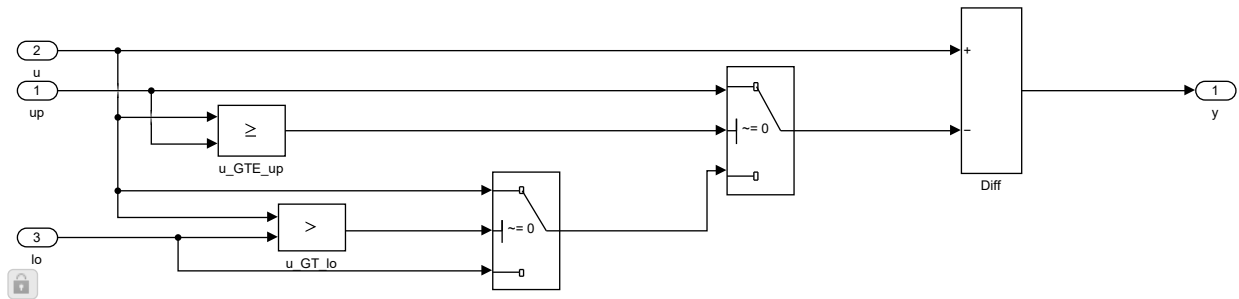 2
u
+
1
up
≥
u_GTE_up
~= 0
−
1
y
Diff
>
u_GT_lo
~= 0
3
lo